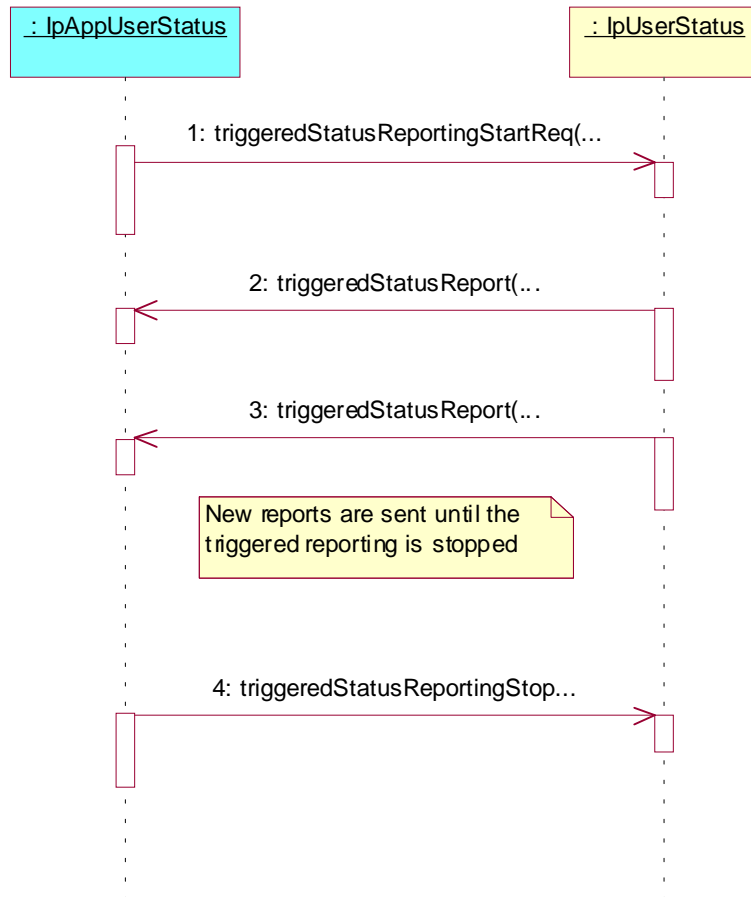 : IpAppUserStatus
: IpUserStatus
1: triggeredStatusReportingStartReq(...
2: triggeredStatusReport(...
3: triggeredStatusReport(...
New reports are sent until the
triggered reporting is stopped
4: triggeredStatusReportingStop...